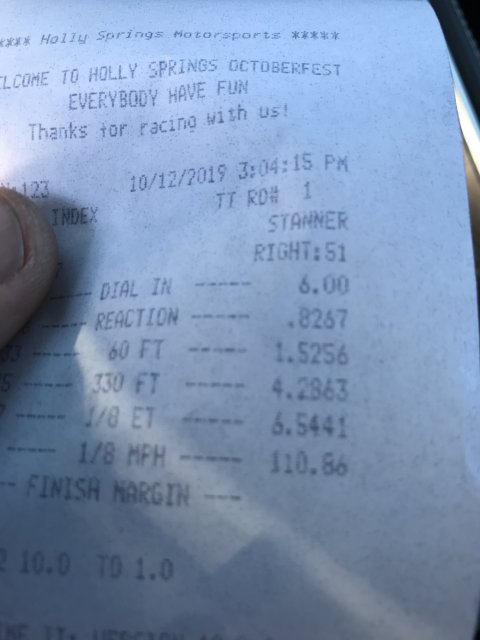 **** Holly Springs Motorsports *****
LCOME TO HOLLY SPRINGS OCTOBERFEST
EVERYBODY HAVE FUN
Thanks for racing with us!
123 10/12/2019 3:04:15 PM
TT RD# 1
INDEX STANNER
RIGHT:51
----- DIAL IN ----- 6.00
---- REACTION ----- .8267
----- 60 FT ----- 1.5256
5 ----- 330 FT ----- 4.2863
----- 1/8 ET ----- 6.5441
----- 1/8 MPH ----- 110.86
-- FINISH MARGIN ---
10.0 TO 1.0